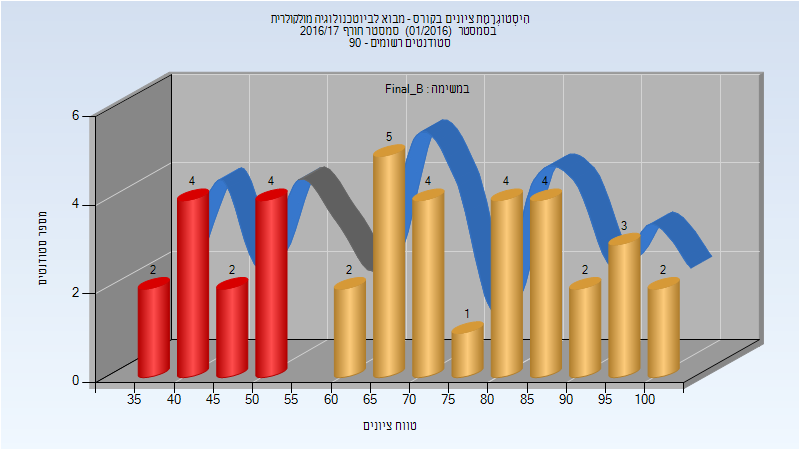 היסטוגרמת ציונים בקורס - מבוא לביוטכנולוגיה מולקולרית
בסמסטר (01/2016) סמסטר חורף 2016/17
סטודנטים רשומים - 90
במשימה : Final_B
מספר סטודנטים
6
4
2
0
2
4
2
4
2
5
4
1
4
4
2
3
2
35 40 45 50 55 60 65 70 75 80 85 90 95 100
טווח ציונים